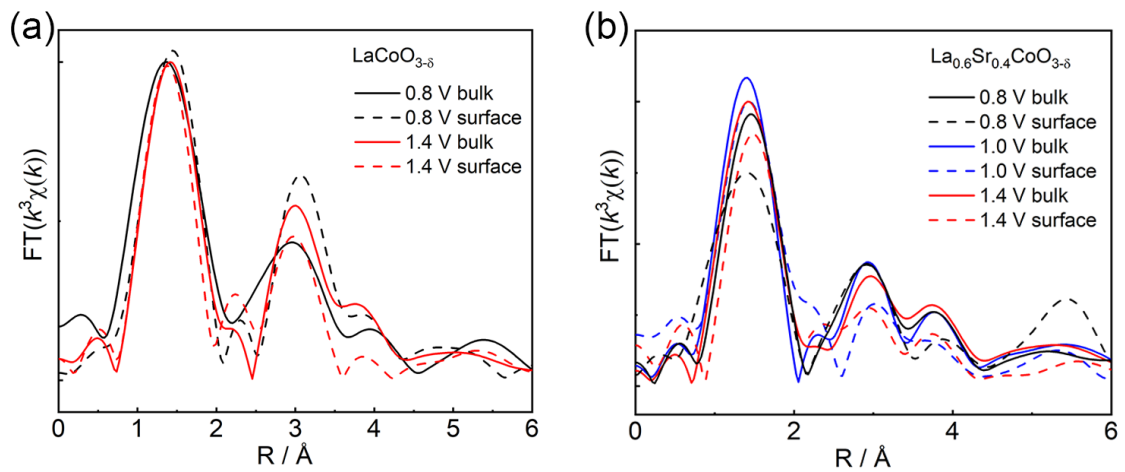 (a)
LaCoO3-δ
0.8 V bulk
0.8 V surface
1.4 V bulk
1.4 V surface
FT(k³χ(k))
0 1 2 3 4 5 6
R / Å
(b)
La0.6Sr0.4CoO3-δ
0.8 V bulk
0.8 V surface
1.0 V bulk
1.0 V surface
1.4 V bulk
1.4 V surface
FT(k³χ(k))
0 2 4 6
R / Å